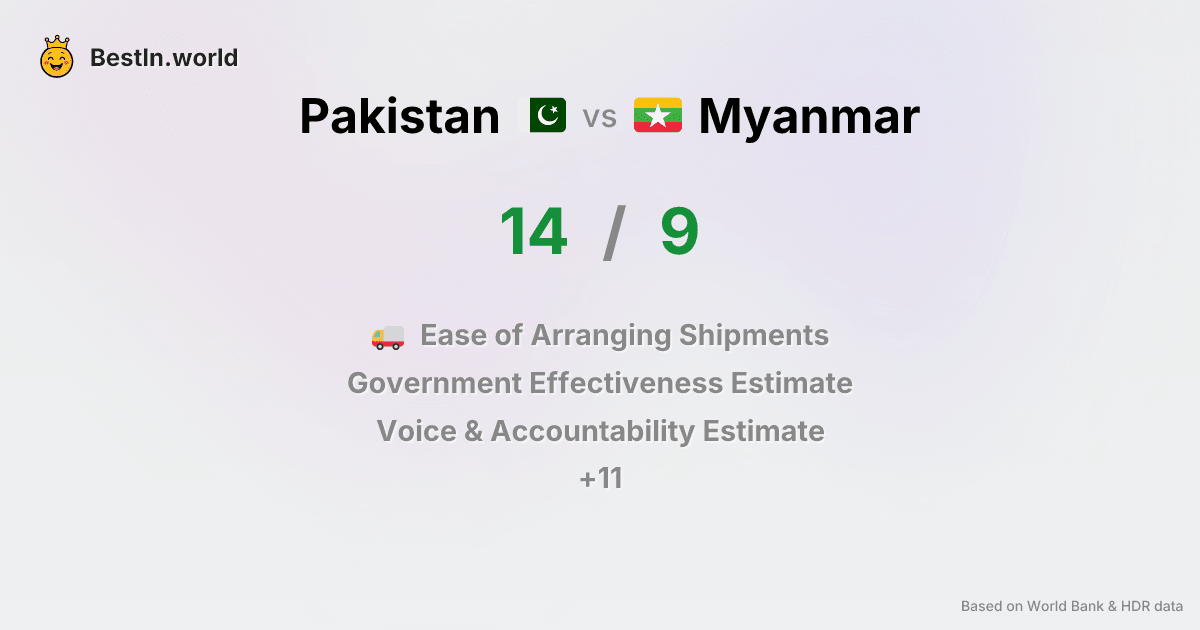 BestIn.world
Pakistan vs Myanmar
14 / 9
Ease of Arranging Shipments
Government Effectiveness Estimate
Voice & Accountability Estimate
+11
Based on World Bank & HDR data